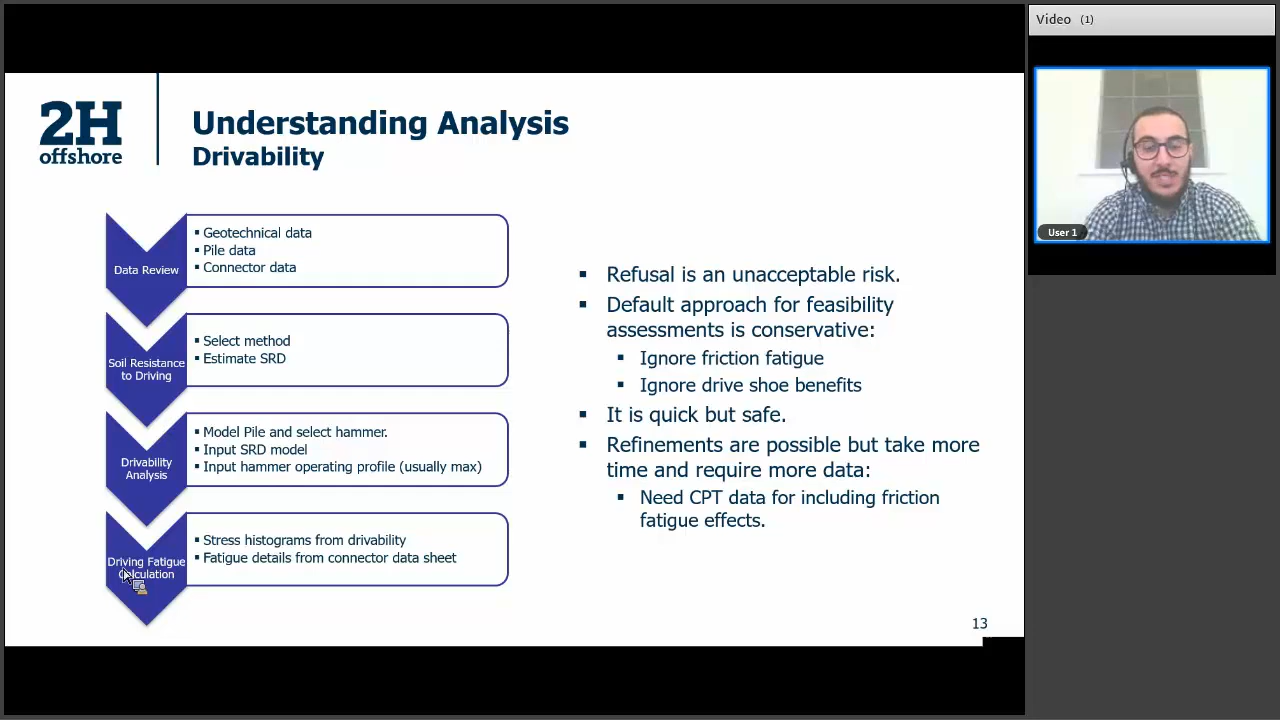 Video (1)
User 1
2H
offshore
Understanding Analysis
Drivability
Data Review
▪ Geotechnical data
▪ Pile data
▪ Connector data
Soil Resistance
to Driving
▪ Select method
▪ Estimate SRD
Drivability
Analysis
▪ Model Pile and select hammer.
▪ Input SRD model
▪ Input hammer operating profile (usually max)
Driving Fatigue
Calculation
▪ Stress histograms from drivability
▪ Fatigue details from connector data sheet
▪ Refusal is an unacceptable risk.
▪ Default approach for feasibility
assessments is conservative:
▪ Ignore friction fatigue
▪ Ignore drive shoe benefits
▪ It is quick but safe.
▪ Refinements are possible but take more
time and require more data:
▪ Need CPT data for including friction
fatigue effects.
13